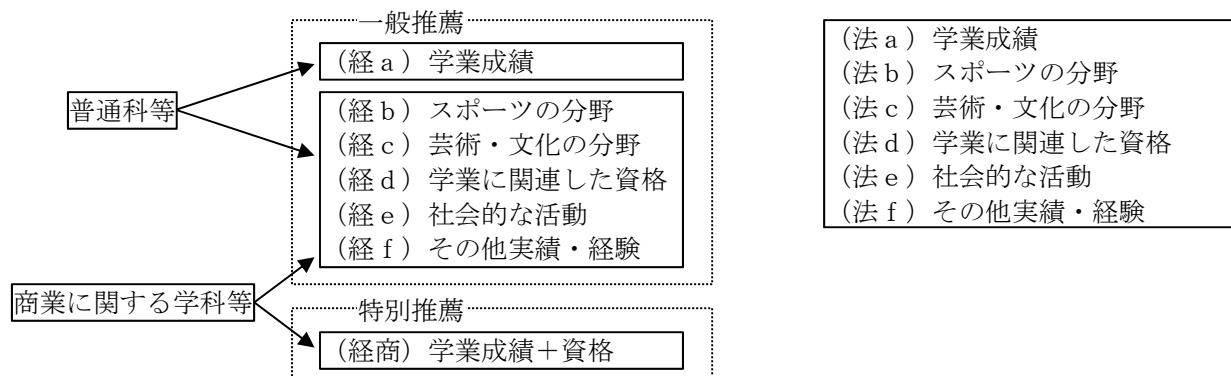 一般推薦
（経ａ）学業成績
普通科等
（経ｂ）スポーツの分野
（経ｃ）芸術・文化の分野
（経ｄ）学業に関連した資格
（経ｅ）社会的な活動
（経ｆ）その他実績・経験
商業に関する学科等
特別推薦
（経商）学業成績＋資格
（法ａ）学業成績
（法ｂ）スポーツの分野
（法ｃ）芸術・文化の分野
（法ｄ）学業に関連した資格
（法ｅ）社会的な活動
（法ｆ）その他実績・経験